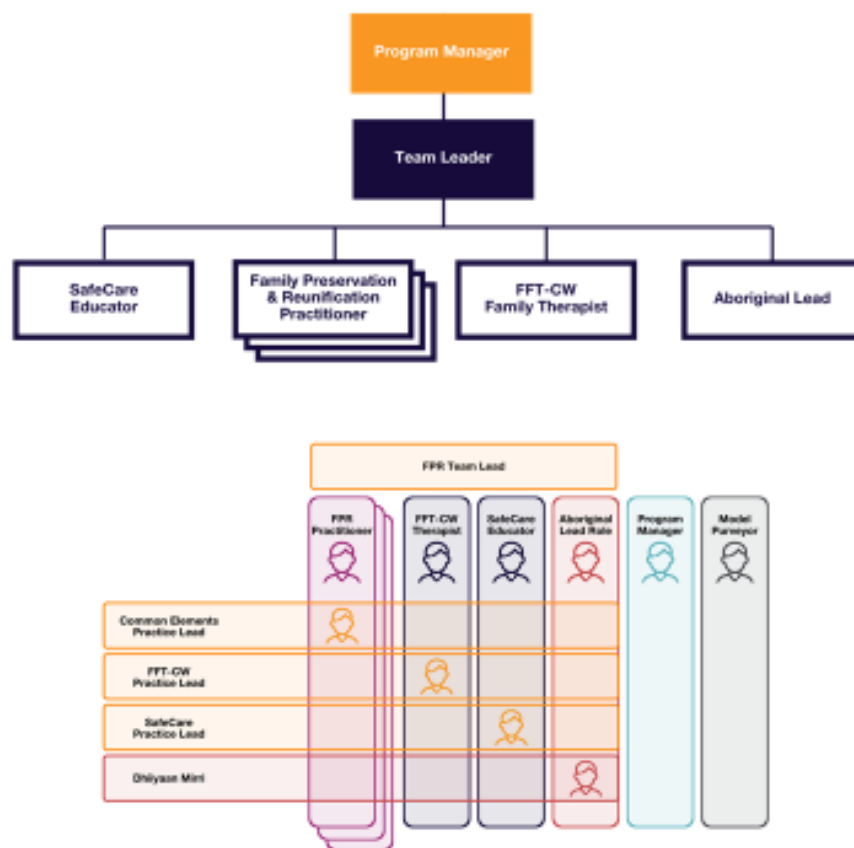 Program Manager
Team Leader
SafeCare
Educator
Family Preservation
& Reunification
Practitioner
FFT-CW
Family Therapist
Aboriginal Lead
FPR Team Lead
FPR
Practitioner
FFT-CW
Therapist
SafeCare
Educator
Aboriginal
Lead Role
Program
Manager
Model
Purveyor
Common Elements
Practice Lead
FFT-CW
Practice Lead
SafeCare
Practice Lead
Dhiiyaan Mirri